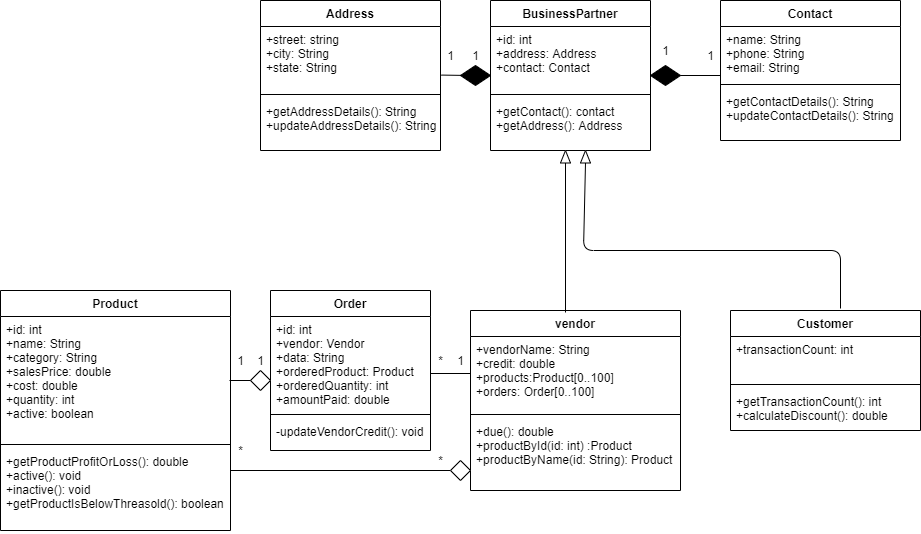 Address
+street: string
+city: String
+state: String
+getAddressDetails(): String
+updateAddressDetails(): String
1
1
BusinessPartner
+id: int
+address: Address
+contact: Contact
+getContact(): contact
+getAddress(): Address
1
1
Contact
+name: String
+phone: String
+email: String
+getContactDetails(): String
+updateContactDetails(): String
Product
+id: int
+name: String
+category: String
+salesPrice: double
+cost: double
+quantity: int
+active: boolean
+getProductProfitOrLoss(): double
+active(): void
+inactive(): void
+getProductIsBelowThreasold(): boolean
1
1
Order
+id: int
+vendor: Vendor
+data: String
+orderedProduct: Product
+orderedQuantity: int
+amountPaid: double
-updateVendorCredit(): void
*
1
*
*
vendor
+vendorName: String
+credit: double
+products:Product[0..100]
+orders: Order[0..100]
+due(): double
+productById(id: int) :Product
+productByName(id: String): Product
Customer
+transactionCount: int
+getTransactionCount(): int
+calculateDiscount(): double